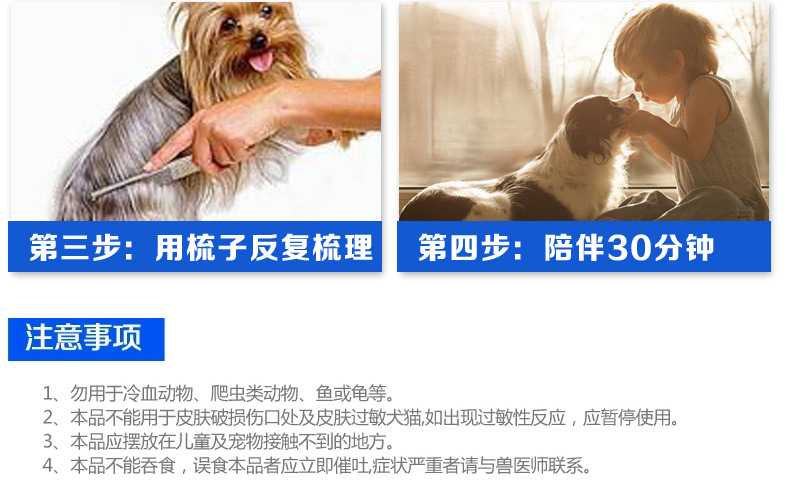 第三步：用梳子反复梳理
第四步：陪伴30分钟
注意事项
1、勿用于冷血动物、爬虫类动物、鱼或龟等。
2、本品不能用于皮肤破损伤口处及皮肤过敏犬猫,如出现过敏性反应，应暂停使用。
3、本品应摆放在儿童及宠物接触不到的地方。
4、本品不能吞食，误食本品者应立即催吐,症状严重者请与兽医师联系。